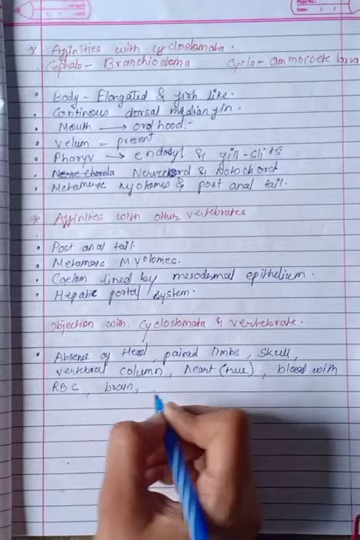 * Affinities with cyclostomata.
Cephalo - Branchiostoma Cyclo - ammocoete larva
• Body - Elongated & fish like.
• Continous dorsal median fin.
• Mouth → oral hood.
• Velum - present
• Pharynx → endostyl & gill-slits
• Nerve chorda Nervecord & Notochord
• Metameric myotomes & post anal tail.
* Affinities with other vertebrates
• Post anal tail.
• Metameric Myotomes.
• Coelom lined by mesodermal epithelium.
• Hepatic portal system.
objection with cyclostomata & vertebrate.
• Absence of Head, paired limbs, skull,
vertebral column, heart (true), blood with
RBC, brain,